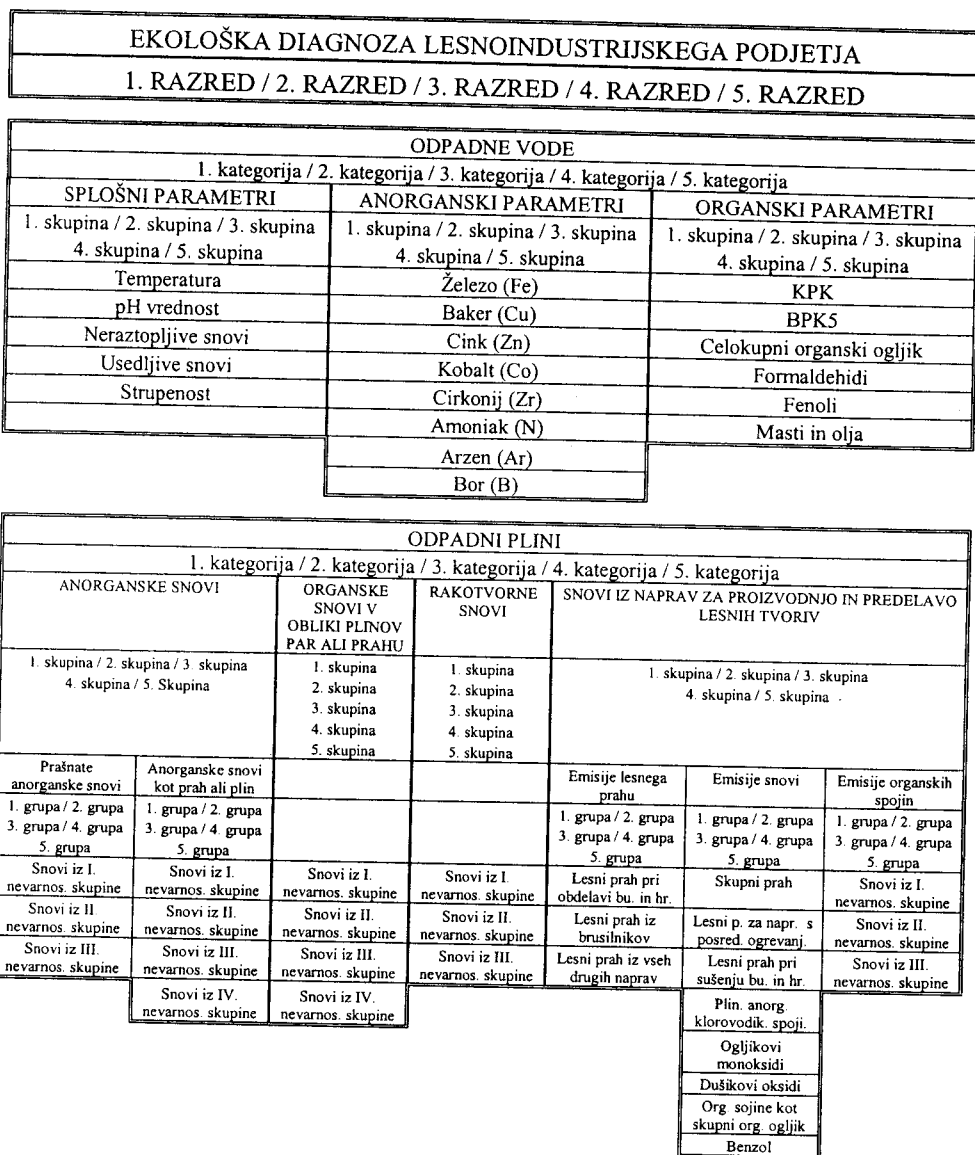 EKOLOŠKA DIAGNOZA LESNOINDUSTRIJSKEGA PODJETJA
1. RAZRED / 2. RAZRED / 3. RAZRED / 4. RAZRED / 5. RAZRED
ODPADNE VODE
1. kategorija / 2. kategorija / 3. kategorija / 4. kategorija / 5. kategorija
SPLOŠNI PARAMETRI
1. skupina / 2. skupina / 3. skupina
4. skupina / 5. skupina
Temperatura
pH vrednost
Neraztopljive snovi
Usedljive snovi
Strupenost
ANORGANSKI PARAMETRI
1. skupina / 2. skupina / 3. skupina
4. skupina / 5. skupina
Železo (Fe)
Baker (Cu)
Cink (Zn)
Kobalt (Co)
Cirkonij (Zr)
Amoniak (N)
Arzen (Ar)
Bor (B)
ORGANSKI PARAMETRI
1. skupina / 2. skupina / 3. skupina
4. skupina / 5. skupina
KPK
BPK5
Celokupni organski ogljik
Formaldehidi
Fenoli
Masti in olja
ODPADNI PLINI
1. kategorija / 2. kategorija / 3. kategorija / 4. kategorija / 5. kategorija
ANORGANSKE SNOVI
1. skupina / 2. skupina / 3. skupina
4. skupina / 5. Skupina
Prašnate
anorganske snovi
1. grupa / 2. grupa
3. grupa / 4. grupa
5. grupa
Snovi iz I.
nevarnos. skupine
Snovi iz II
nevarnos. skupine
Snovi iz III.
nevarnos. skupine
Anorganske snovi
kot prah ali plin
1. grupa / 2. grupa
3. grupa / 4. grupa
5. grupa
Snovi iz I.
nevarnos. skupine
Snovi iz II.
nevarnos. skupine
Snovi iz III.
nevarnos. skupine
Snovi iz IV.
nevarnos. skupine
ORGANSKE
SNOVI V
OBLIKI PLINOV
PAR ALI PRAHU
1. skupina
2. skupina
3. skupina
4. skupina
5. skupina
Snovi iz I.
nevarnos. skupine
Snovi iz II.
nevarnos. skupine
Snovi iz III.
nevarnos. skupine
Snovi iz IV.
nevarnos. skupine
RAKOTVORNE
SNOVI
1. skupina
2. skupina
3. skupina
4. skupina
5. skupina
Snovi iz I.
nevarnos. skupine
Snovi iz II.
nevarnos. skupine
Snovi iz III.
nevarnos. skupine
SNOVI IZ NAPRAV ZA PROIZVODNJO IN PREDELAVO
LESNIH TVORIV
1. skupina / 2. skupina / 3. skupina
4. skupina / 5. skupina
Emisije lesnega
prahu
1. grupa / 2. grupa
3. grupa / 4. grupa
5. grupa
Lesni prah pri
obdelavi bu. in hr.
Lesni prah iz
brusilnikov
Lesni prah iz vseh
drugih naprav
Emisije snovi
1. grupa / 2. grupa
3. grupa / 4. grupa
5. grupa
Skupni prah
Lesni p. za napr. s
posred. ogrevanj.
Lesni prah pri
sušenju bu. in hr.
Plin. anorg.
klorovodik. spoji.
Ogljikovi
monoksidi
Dušikovi oksidi
Org. sojine kot
skupni org. ogljik
Benzol
Emisije organskih
spojin
1. grupa / 2. grupa
3. grupa / 4. grupa
5. grupa
Snovi iz I.
nevarnos. skupine
Snovi iz II.
nevarnos. skupine
Snovi iz III.
nevarnos. skupine